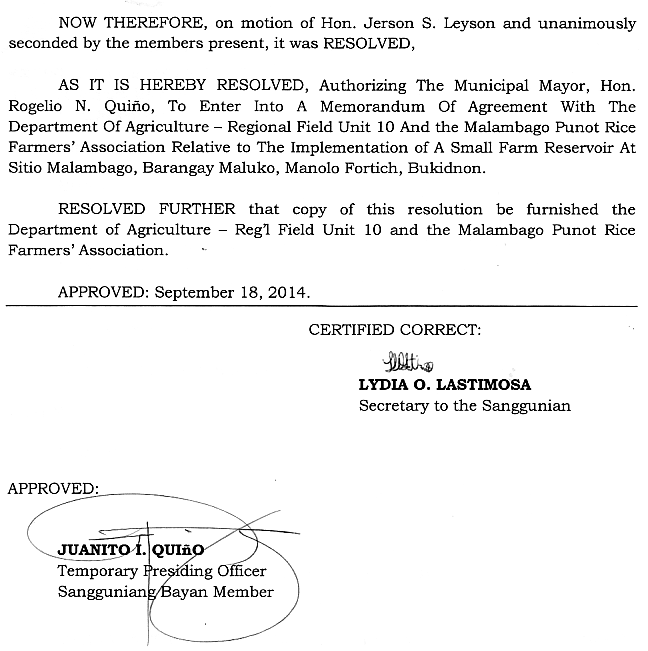 NOW THEREFORE, on motion of Hon. Jerson S. Leyson and unanimously
seconded by the members present, it was RESOLVED,
AS IT IS HEREBY RESOLVED, Authorizing The Municipal Mayor, Hon.
Rogelio N. Quiño, To Enter Into A Memorandum Of Agreement With The
Department Of Agriculture – Regional Field Unit 10 And the Malambago Punot Rice
Farmers' Association Relative to The Implementation of A Small Farm Reservoir At
Sitio Malambago, Barangay Maluko, Manolo Fortich, Bukidnon.
RESOLVED FURTHER that copy of this resolution be furnished the
Department of Agriculture – Reg'l Field Unit 10 and the Malambago Punot Rice
Farmers' Association.
APPROVED: September 18, 2014.
CERTIFIED CORRECT:
LYDIA O. LASTIMOSA
Secretary to the Sanggunian
APPROVED:
JUANITO I. QUIñO
Temporary Presiding Officer
Sangguniang Bayan Member